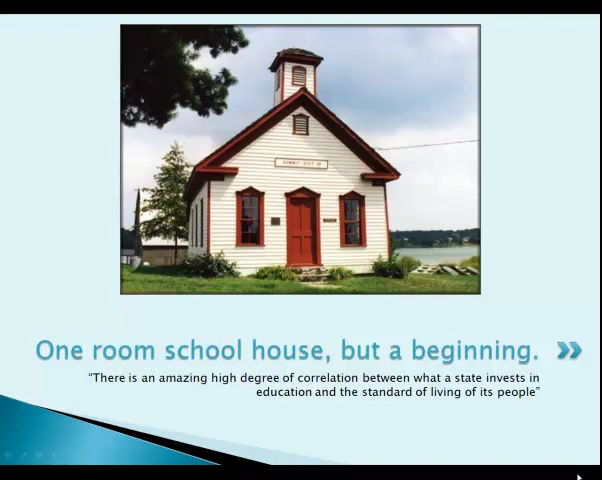 One room school house, but a beginning.
"There is an amazing high degree of correlation between what a state invests in
education and the standard of living of its people"